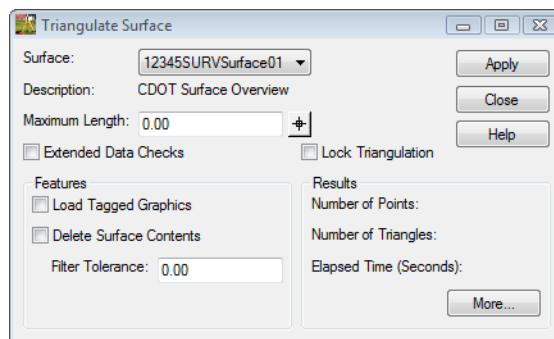 Triangulate Surface
Surface: 12345SURVSurface01
Apply
Description: CDOT Surface Overview
Close
Maximum Length: 0.00
Help
Extended Data Checks
Lock Triangulation
Features
Load Tagged Graphics
Delete Surface Contents
Filter Tolerance: 0.00
Results
Number of Points:
Number of Triangles:
Elapsed Time (Seconds):
More...